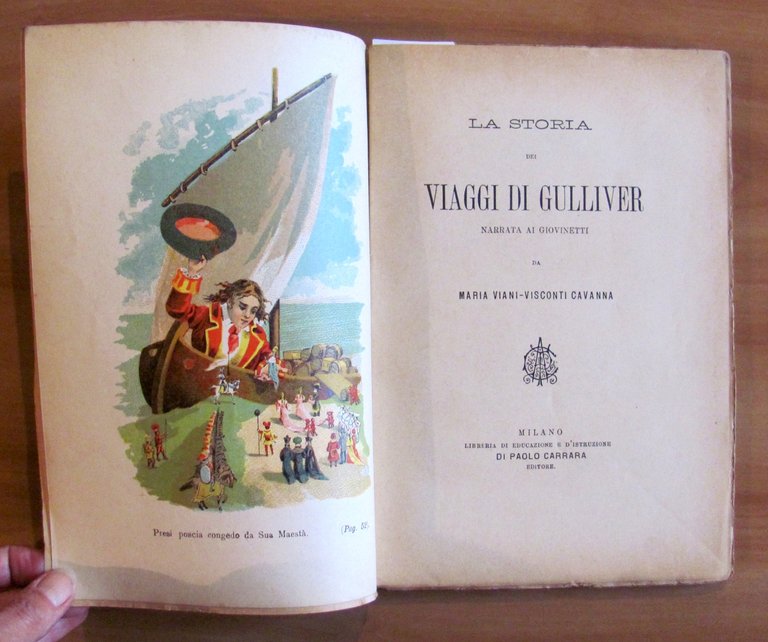 Presi poscia congedo da Sua Maestà.
(Pag. 52.
LA STORIA
DEI
VIAGGI DI GULLIVER
NARRATA AI GIOVINETTI
DA
MARIA VIANI-VISCONTI CAVANNA
MILANO
LIBRERIA DI EDUCAZIONE E D'ISTRUZIONE
DI PAOLO CARRARA
EDITORE.